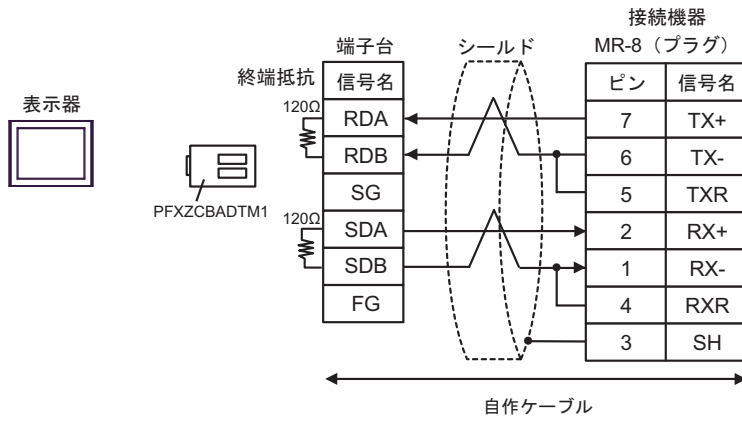 接続機器
端子台
シールド
MR-8（プラグ）
終端抵抗
信号名
ピン
信号名
表示器
120Ω
RDA
7
TX+
RDB
6
TX-
PFXZCBADTM1
SG
5
TXR
120Ω
SDA
2
RX+
SDB
1
RX-
FG
4
RXR
3
SH
自作ケーブル